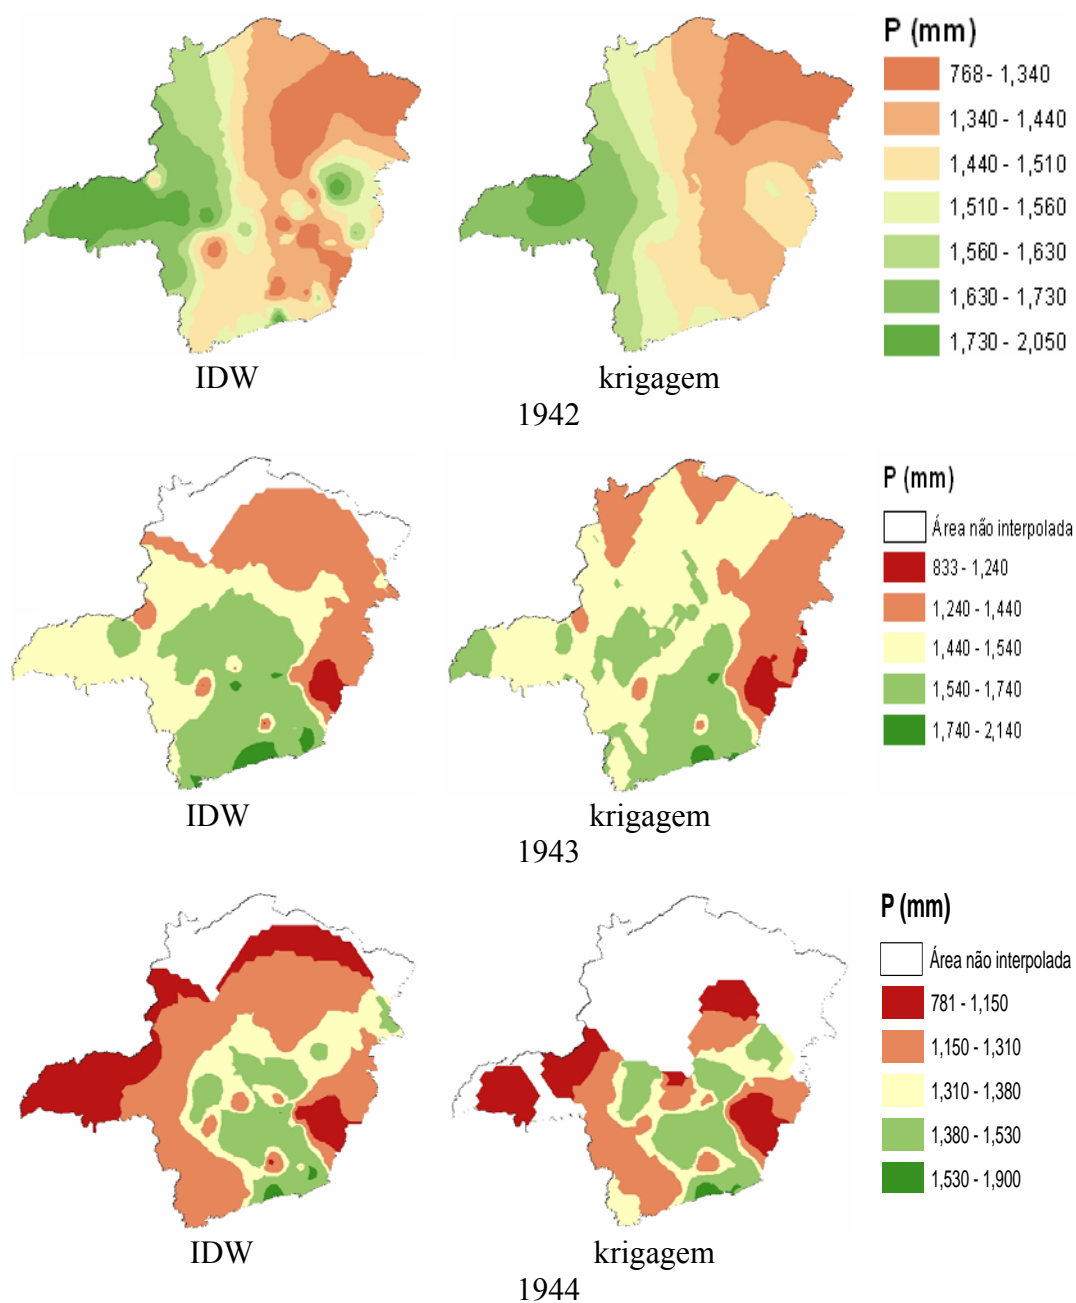 P (mm)
768 - 1,340
1,340 - 1,440
1,440 - 1,510
1,510 - 1,560
1,560 - 1,630
1,630 - 1,730
1,730 - 2,050
IDW krigagem
1942
P (mm)
Área não interpolada
833 - 1,240
1,240 - 1,440
1,440 - 1,540
1,540 - 1,740
1,740 - 2,140
IDW krigagem
1943
P (mm)
Área não interpolada
781 - 1,150
1,150 - 1,310
1,310 - 1,380
1,380 - 1,530
1,530 - 1,900
IDW krigagem
1944